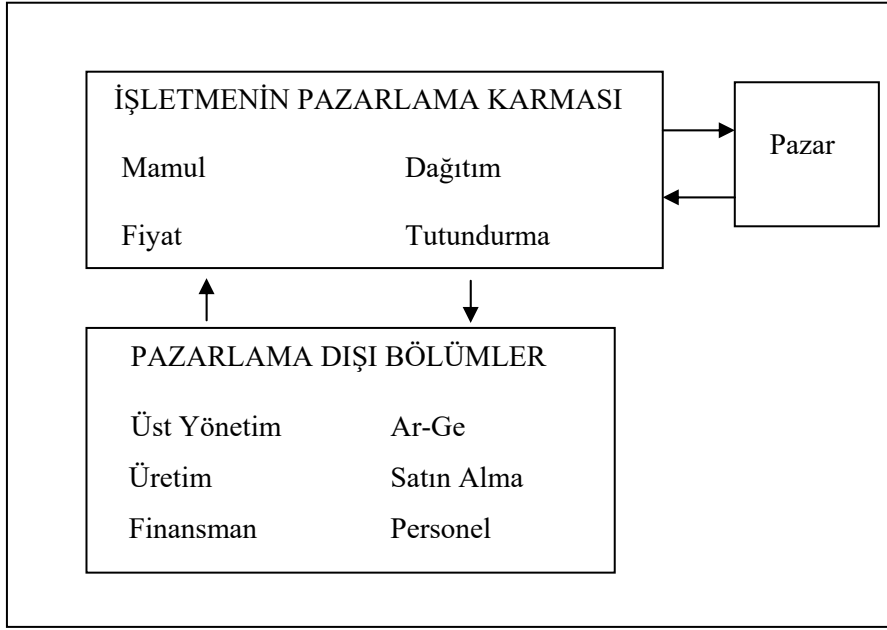 İŞLETMENİN PAZARLAMA KARMASI
Mamul Dağıtım
Fiyat Tutundurma
Pazar
PAZARLAMA DIŞI BÖLÜMLER
Üst Yönetim Ar-Ge
Üretim Satın Alma
Finansman Personel